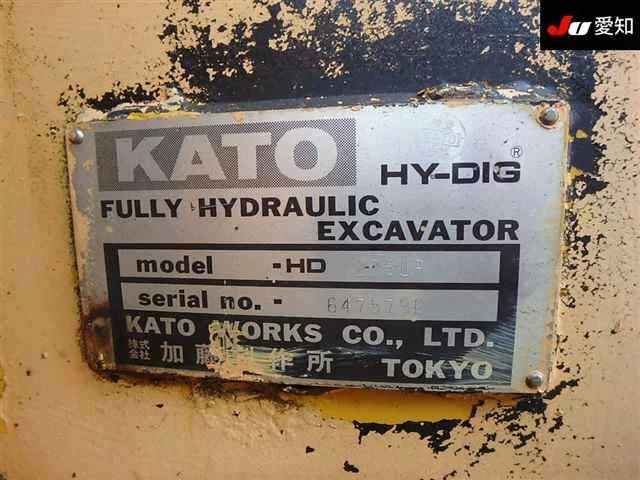 JU 愛知
KATO
HY-DIG®
FULLY HYDRAULIC
EXCAVATOR
model - HD
serial no. -
KATO WORKS CO., LTD.
株式会社 加藤製作所 TOKYO